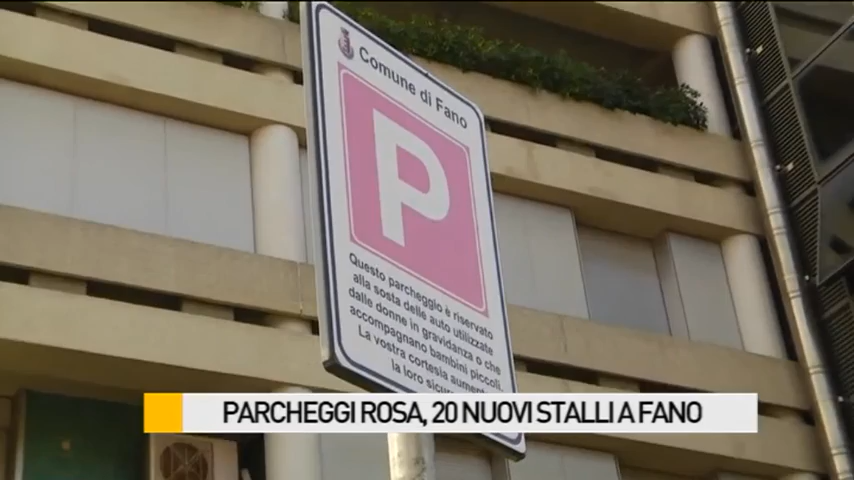 Comune di Fano
P
Questo parcheggio è riservato
alla sosta delle auto utilizzate
dalle donne in gravidanza o che
accompagnano bambini piccoli.
La vostra cortesia
la loro
PARCHEGGI ROSA, 20 NUOVI STALLI A FANO